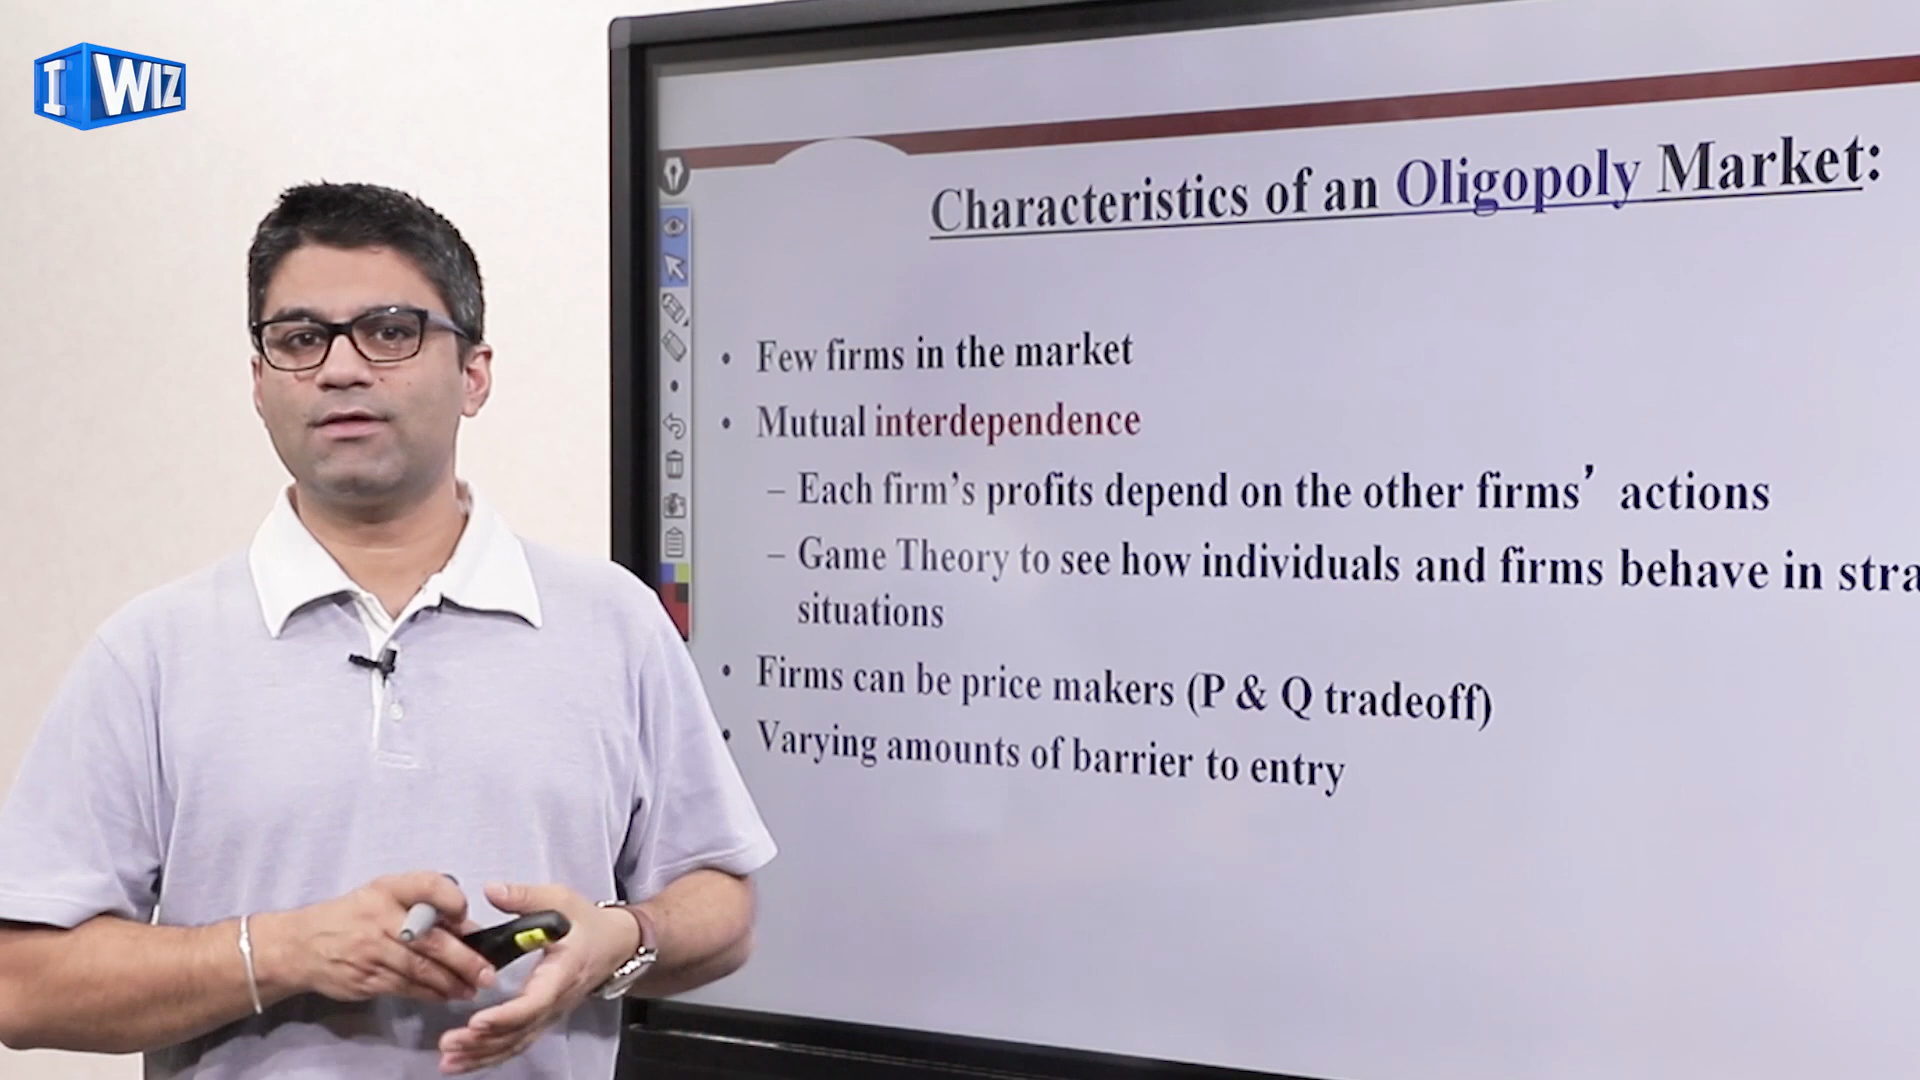 I WIZ
Characteristics of an Oligopoly Market:
• Few firms in the market
• Mutual interdependence
– Each firm's profits depend on the other firms' actions
– Game Theory to see how individuals and firms behave in
situations
• Firms can be price makers (P & Q tradeoff)
• Varying amounts of barrier to entry